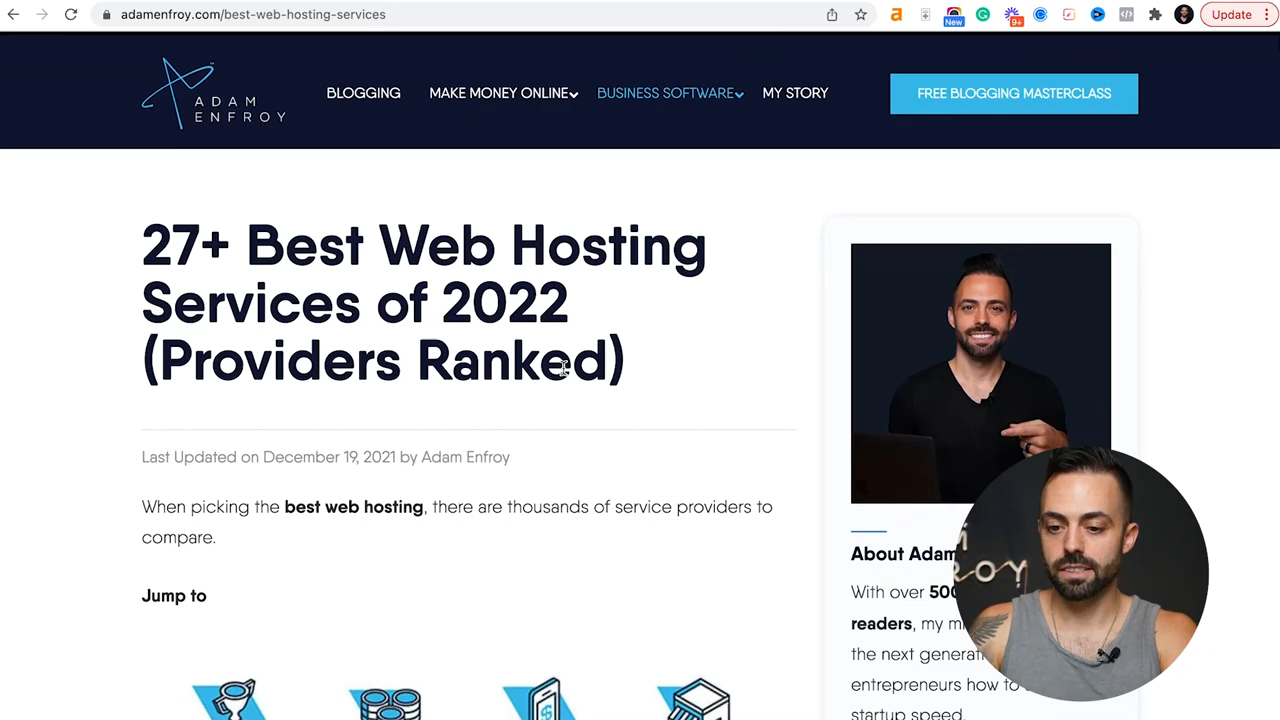 adamenfroy.com/best-web-hosting-services
New
9+
Update
ADAM
ENFROY
BLOGGING
MAKE MONEY ONLINE
BUSINESS SOFTWARE
MY STORY
FREE BLOGGING MASTERCLASS
27+ Best Web Hosting
Services of 2022
(Providers Ranked)
Last Updated on December 19, 2021 by Adam Enfroy
When picking the best web hosting, there are thousands of service providers to
compare.
Jump to
About Adam
With over 500
readers, my
the next
entrepreneurs how to
startup speed.
ROY